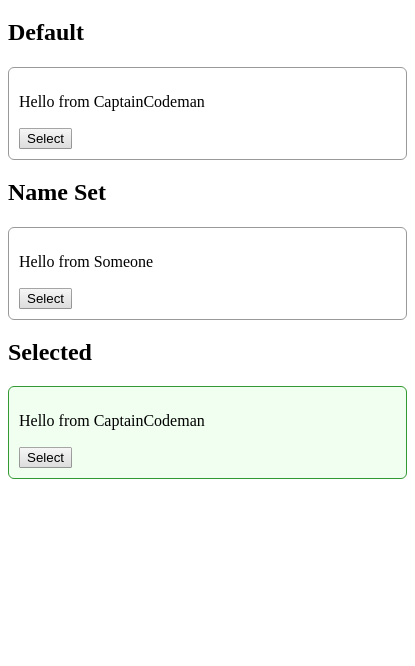 Default
Hello from CaptainCodeman
Select
Name Set
Hello from Someone
Select
Selected
Hello from CaptainCodeman
Select